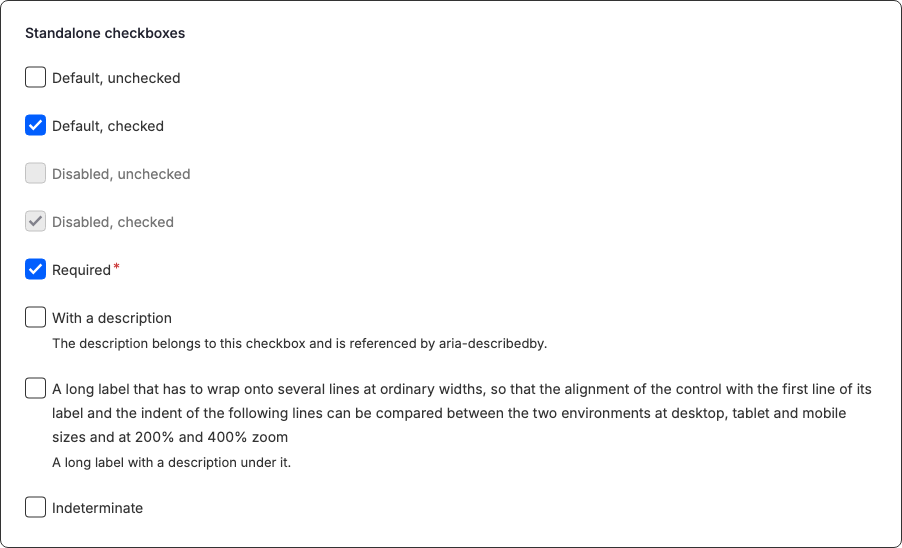 Standalone checkboxes
Default, unchecked
Default, checked
Disabled, unchecked
Disabled, checked
Required*
With a description
The description belongs to this checkbox and is referenced by aria-describedby.
A long label that has to wrap onto several lines at ordinary widths, so that the alignment of the control with the first line of its
label and the indent of the following lines can be compared between the two environments at desktop, tablet and mobile
sizes and at 200% and 400% zoom
A long label with a description under it.
Indeterminate